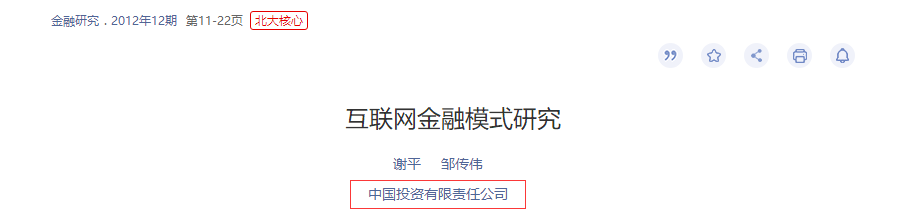 金融研究，2012年12期 第11-22页 北大核心
互联网金融模式研究
谢平 邹传伟
中国投资有限责任公司